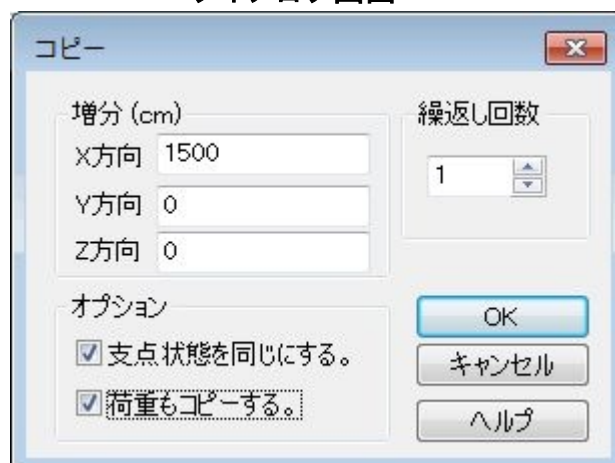 コピー
増分(cm)
X方向 1500
Y方向 0
Z方向 0
繰返し回数
1
オプション
支点状態を同じにする。
荷重もコピーする。
OK
キャンセル
ヘルプ